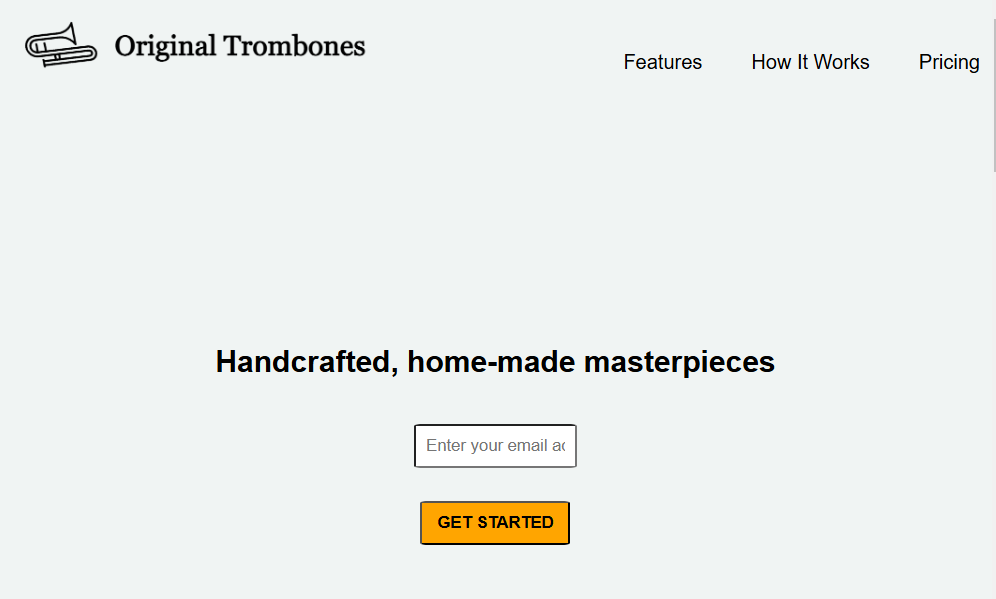 Original Trombones
Features How It Works Pricing
Handcrafted, home-made masterpieces
Enter your email ac
GET STARTED